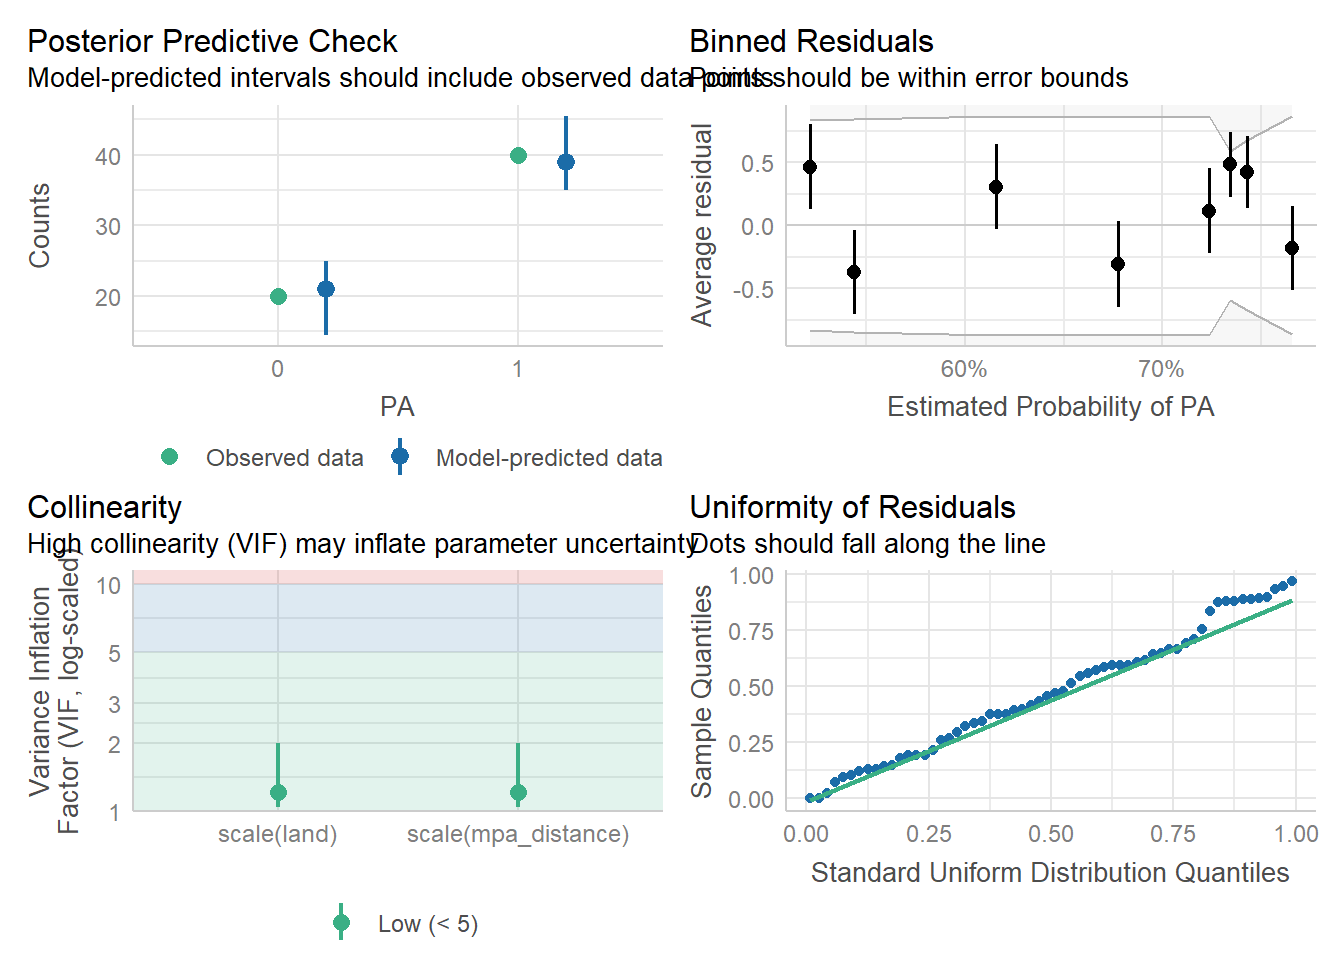 Posterior Predictive Check
Model-predicted intervals should include observed data points
Counts
40
30
20
0
1
PA
Observed data
Model-predicted data
Binned Residuals
Points should be within error bounds
Average residual
0.5
0.0
-0.5
60%
70%
Estimated Probability of PA
Collinearity
High collinearity (VIF) may inflate parameter uncertainty
Variance Inflation
Factor (VIF, log-scaled)
10
5
3
2
1
scale(land)
scale(mpa_distance)
Low (< 5)
Uniformity of Residuals
Dots should fall along the line
Sample Quantiles
1.00
0.75
0.50
0.25
0.00
0.00
0.25
0.50
0.75
1.00
Standard Uniform Distribution Quantiles